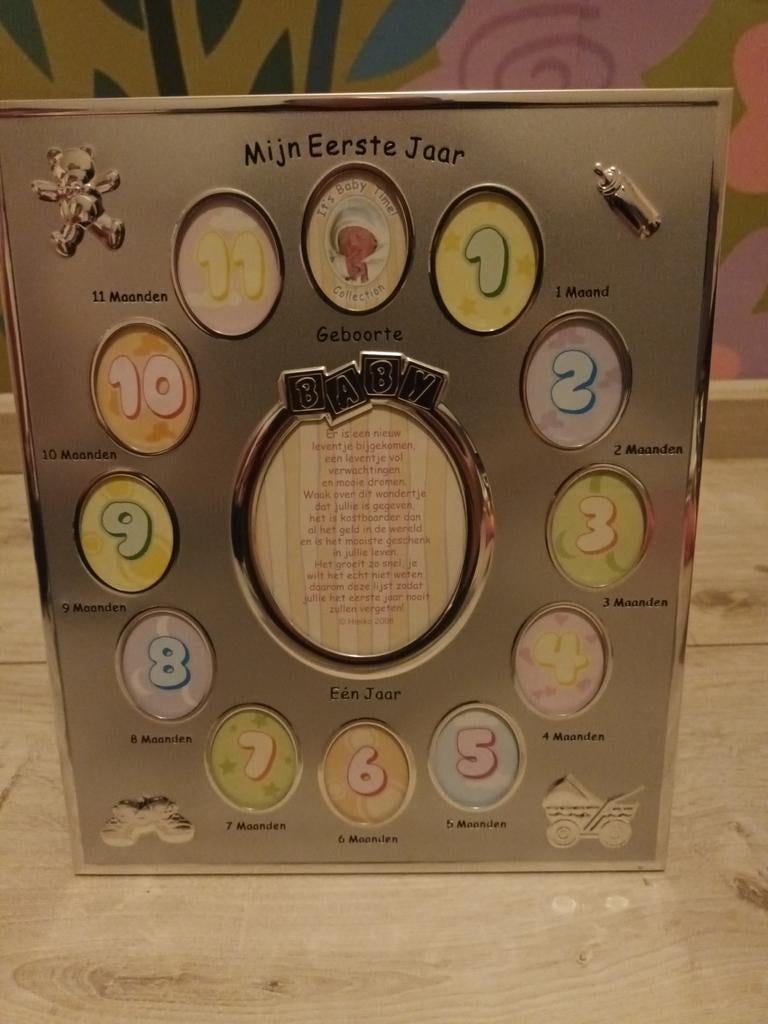 Mijn Eerste Jaar
It's Baby Time!
Collection
Geboorte
1
1 Maand
2
2 Maanden
3
3 Maanden
4
4 Maanden
5
5 Maanden
6
6 Maanden
7
7 Maanden
8
8 Maanden
9
9 Maanden
10
10 Maanden
11
11 Maanden
BABY
Er is een nieuw
leventje bijgekomen,
een leventje vol
verwachtingen
en mooie dromen.
Waak over dit wondertje
dat jullie is gegeven,
het is kostbaarder dan
al het geld in de wereld
en is het mooiste geschenk
in jullie leven.
Het groeit zo snel, je
wilt het echt niet weten,
daarom deze lijst zodat
jullie het eerste jaar nooit
zullen vergeten!
© 2008
Eén Jaar